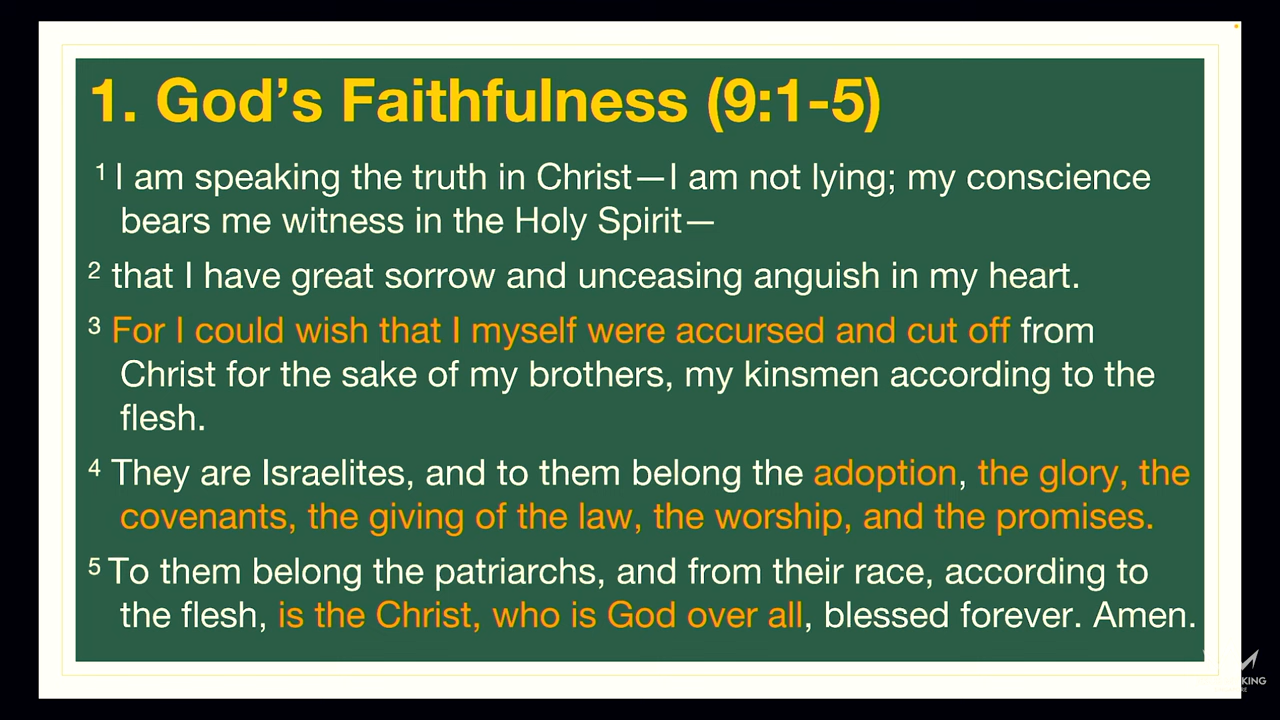 1. God’s Faithfulness (9:1-5)
1 I am speaking the truth in Christ—I am not lying; my conscience
bears me witness in the Holy Spirit—
2 that I have great sorrow and unceasing anguish in my heart.
3 For I could wish that I myself were accursed and cut off from
Christ for the sake of my brothers, my kinsmen according to the
flesh.
4 They are Israelites, and to them belong the adoption, the glory, the
covenants, the giving of the law, the worship, and the promises.
5 To them belong the patriarchs, and from their race, according to
the flesh, is the Christ, who is God over all, blessed forever. Amen.